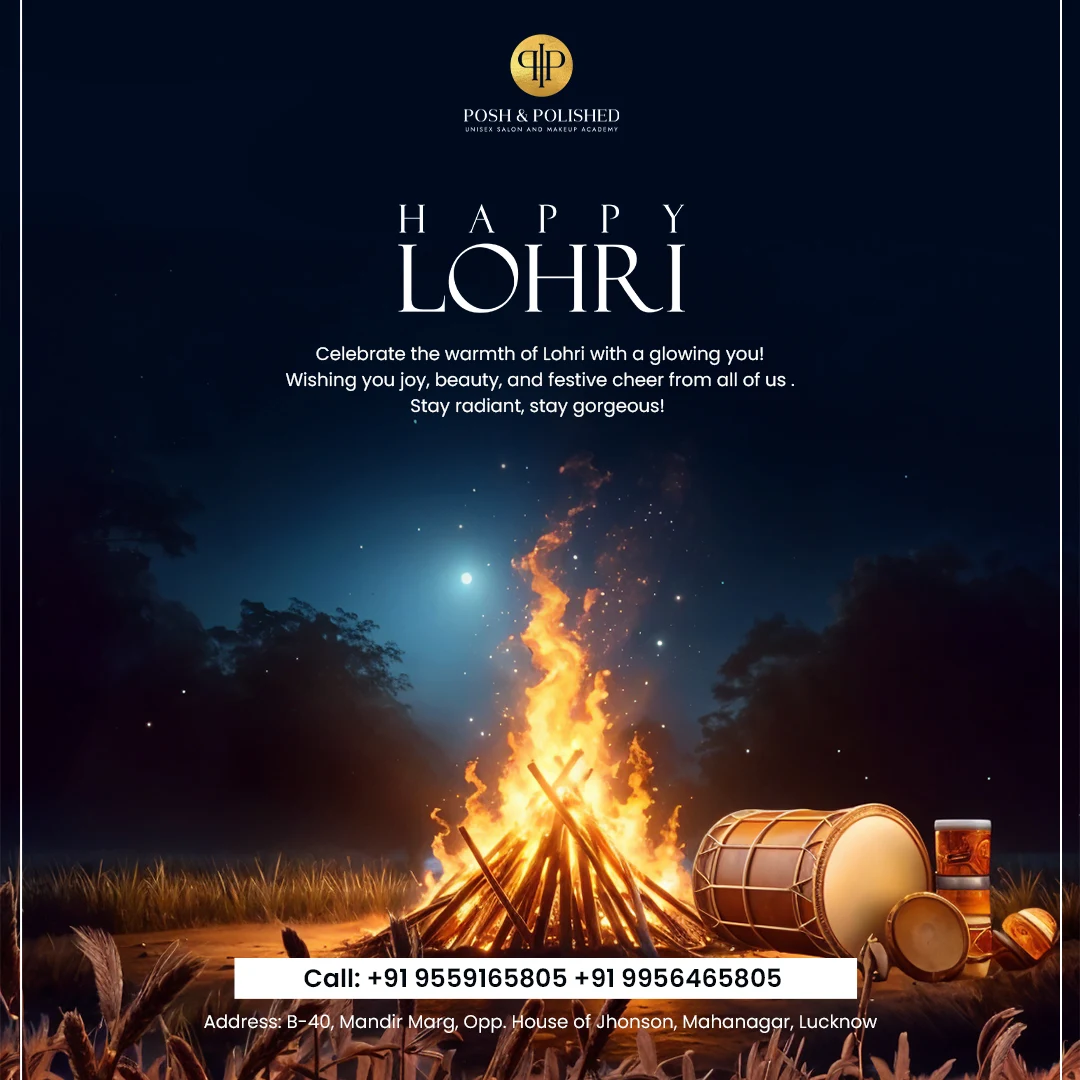 PIP
POSH & POLISHED
UNISEX SALON AND MAKEUP ACADEMY
HAPPY
LOHRI
Celebrate the warmth of Lohri with a glowing you!
Wishing you joy, beauty, and festive cheer from all of us .
Stay radiant, stay gorgeous!
Call: +91 9559165805 +91 9956465805
Address: B-40, Mandir Marg, Opp. House of Jhonson, Mahanagar, Lucknow